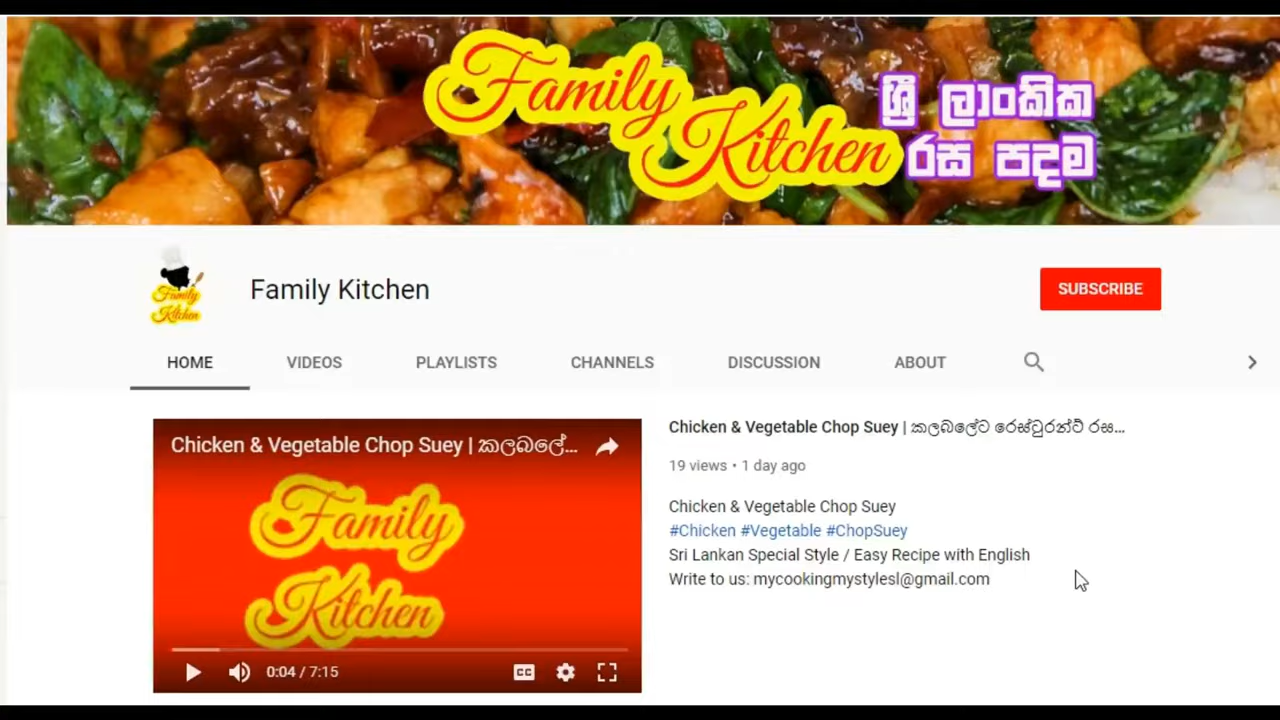 Family
Kitchen
ශ්‍රී ලාංකික
රස පදම
Family
Kitchen
Family Kitchen
SUBSCRIBE
HOME
VIDEOS
PLAYLISTS
CHANNELS
DISCUSSION
ABOUT
Chicken & Vegetable Chop Suey | කලබලේ...
Family
Kitchen
0:04 / 7:15
CC
Chicken & Vegetable Chop Suey | කලබලේට රෙස්ටුරන්ට් රස...
19 views • 1 day ago
Chicken & Vegetable Chop Suey
#Chicken #Vegetable #ChopSuey
Sri Lankan Special Style / Easy Recipe with English
Write to us: mycookingmystylesl@gmail.com